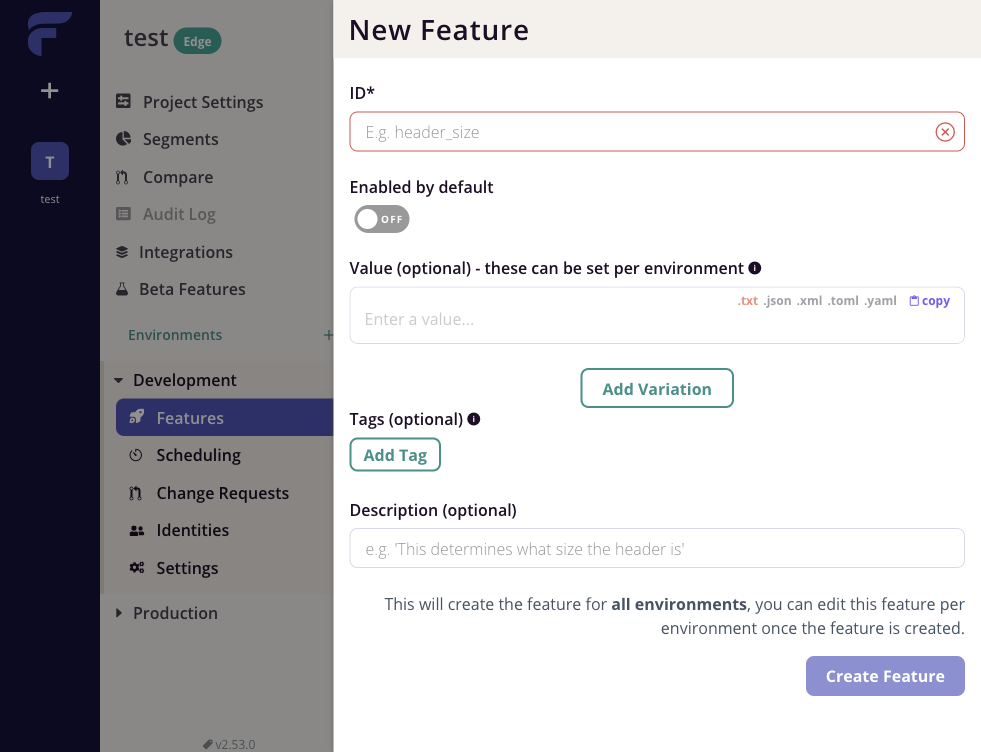 test Edge
T
test
Project Settings
Segments
Compare
Audit Log
Integrations
Beta Features
Environments +
Development
Features
Scheduling
Change Requests
Identities
Settings
Production
v2.53.0
New Feature
ID*
E.g. header_size
Enabled by default
OFF
Value (optional) - these can be set per environment
.txt .json .xml .toml .yaml copy
Enter a value...
Add Variation
Tags (optional)
Add Tag
Description (optional)
e.g. 'This determines what size the header is'
This will create the feature for all environments, you can edit this feature per
environment once the feature is created.
Create Feature